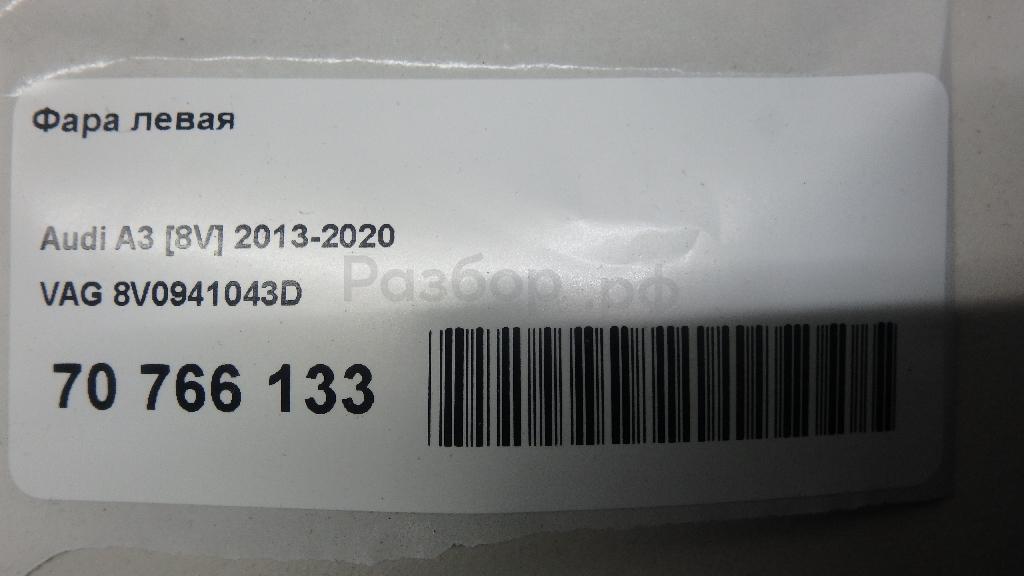 Фара левая
Audi A3 [8V] 2013-2020
Разбор.рф
VAG 8V0941043D
70 766 133